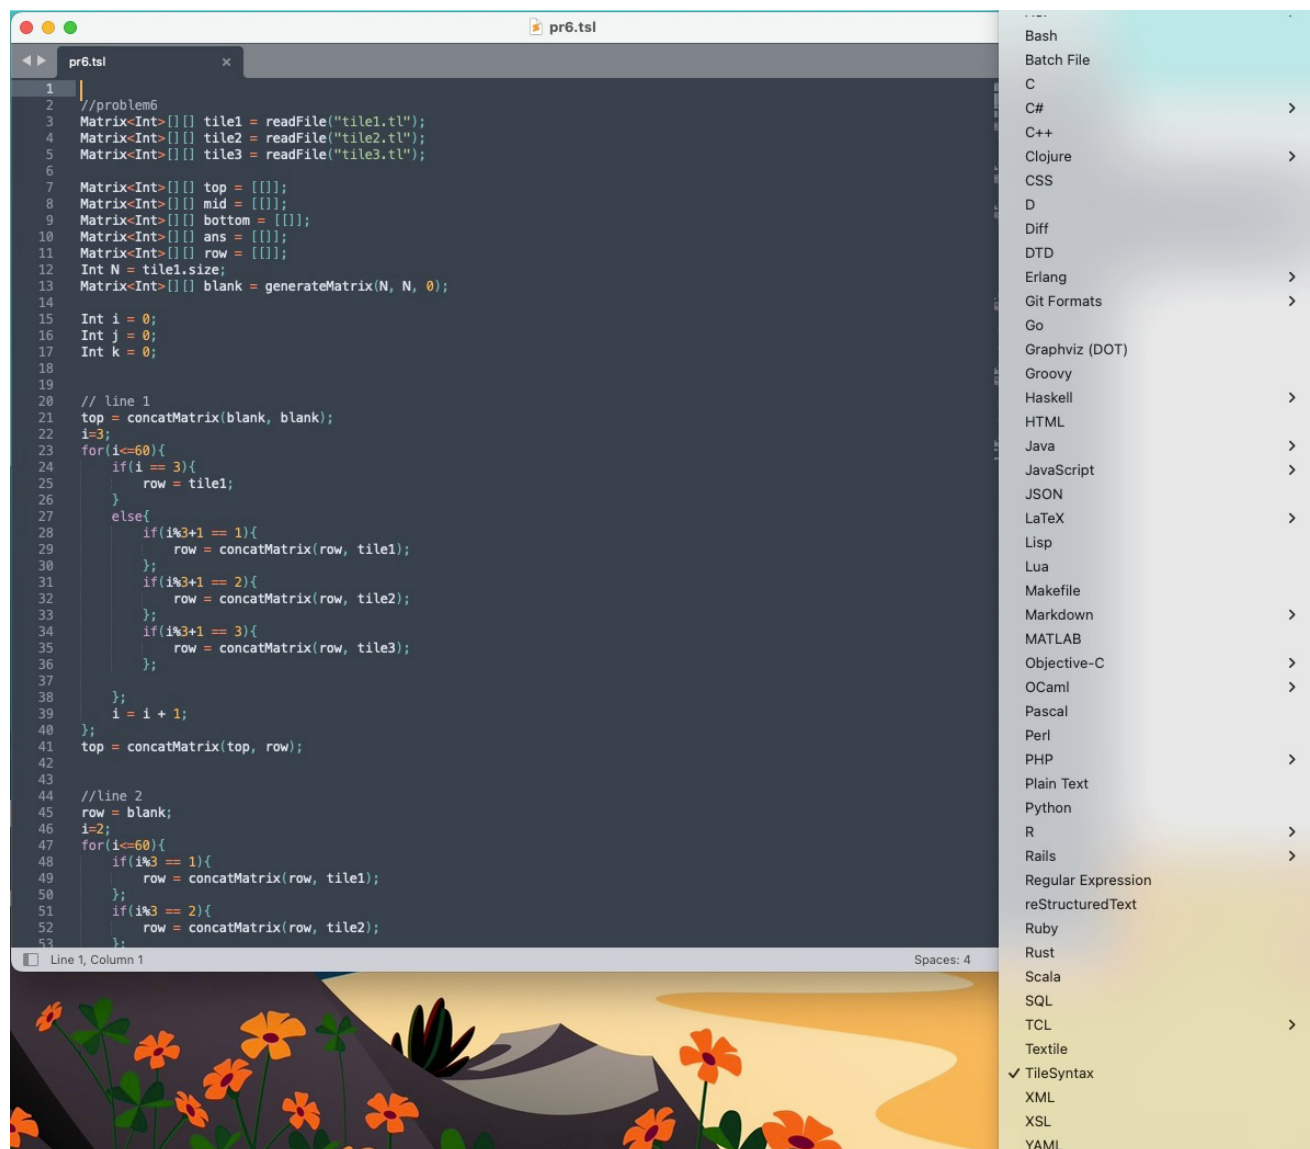 pr6.tsl
pr6.tsl ×
1
2 //problem6
3 Matrix<Int>[][] tile1 = readFile("tile1.tl");
4 Matrix<Int>[][] tile2 = readFile("tile2.tl");
5 Matrix<Int>[][] tile3 = readFile("tile3.tl");
6
7 Matrix<Int>[][] top = [[]];
8 Matrix<Int>[][] mid = [[]];
9 Matrix<Int>[][] bottom = [[]];
10 Matrix<Int>[][] ans = [[]];
11 Matrix<Int>[][] row = [[]];
12 Int N = tile1.size;
13 Matrix<Int>[][] blank = generateMatrix(N, N, 0);
14
15 Int i = 0;
16 Int j = 0;
17 Int k = 0;
18
19
20 // line 1
21 top = concatMatrix(blank, blank);
22 i=3;
23 for(i<=60){
24 if(i == 3){
25 row = tile1;
26 }
27 else{
28 if(i%3+1 == 1){
29 row = concatMatrix(row, tile1);
30 };
31 if(i%3+1 == 2){
32 row = concatMatrix(row, tile2);
33 };
34 if(i%3+1 == 3){
35 row = concatMatrix(row, tile3);
36 };
37
38 };
39 i = i + 1;
40 };
41 top = concatMatrix(top, row);
42
43
44 //line 2
45 row = blank;
46 i=2;
47 for(i<=60){
48 if(i%3 == 1){
49 row = concatMatrix(row, tile1);
50 };
51 if(i%3 == 2){
52 row = concatMatrix(row, tile2);
53 };
Line 1, Column 1
Spaces: 4
Bash
Batch File
C
C#
C++
Clojure
CSS
D
Diff
DTD
Erlang
Git Formats
Go
Graphviz (DOT)
Groovy
Haskell
HTML
Java
JavaScript
JSON
LaTeX
Lisp
Lua
Makefile
Markdown
MATLAB
Objective-C
OCaml
Pascal
Perl
PHP
Plain Text
Python
R
Rails
Regular Expression
reStructuredText
Ruby
Rust
Scala
SQL
TCL
Textile
✓ TileSyntax
XML
XSL
YAML